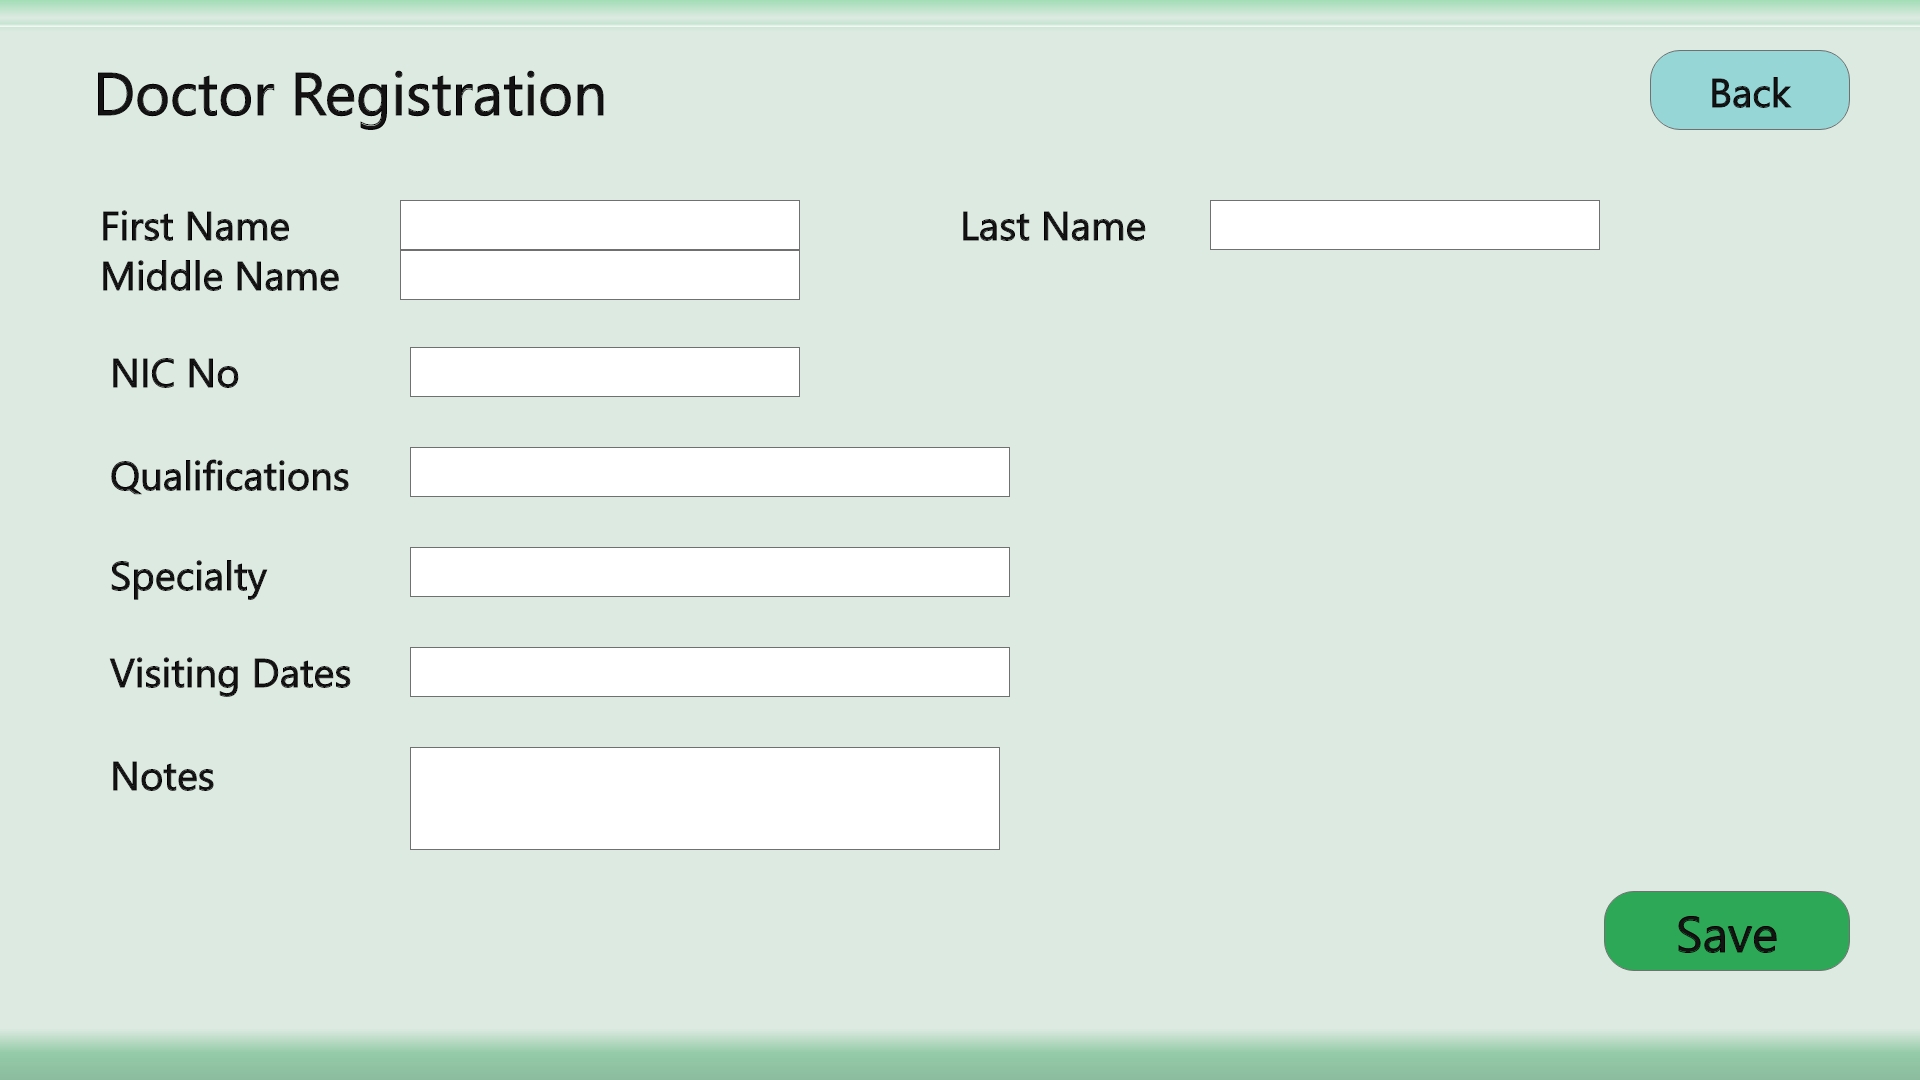 Doctor Registration
Back
First Name
Last Name
Middle Name
NIC No
Qualifications
Specialty
Visiting Dates
Notes
Save